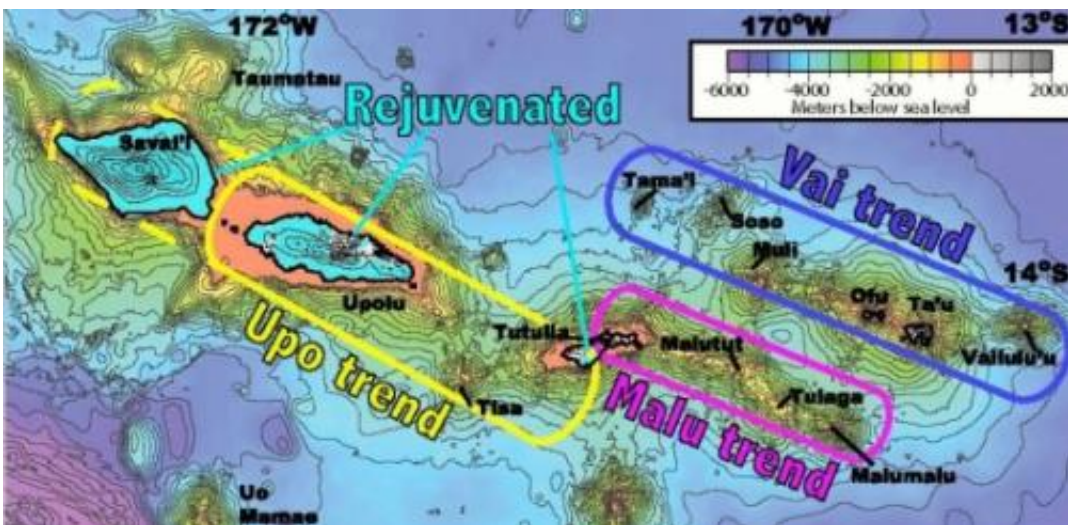 172°W
170°W
13°S
Taumatau
-6000 -4000 -2000 0 2000
Meters below sea level
Rejuvenated
Savai'i
Tama'i
Vai trend
Soso
Muli
14°S
Ofu
Ta'u
Upolu
Upo trend
Tutuila
Malutut
Vailulu'u
Tisa
Malu trend
Tulaga
Malumalu
Uo
Mamae